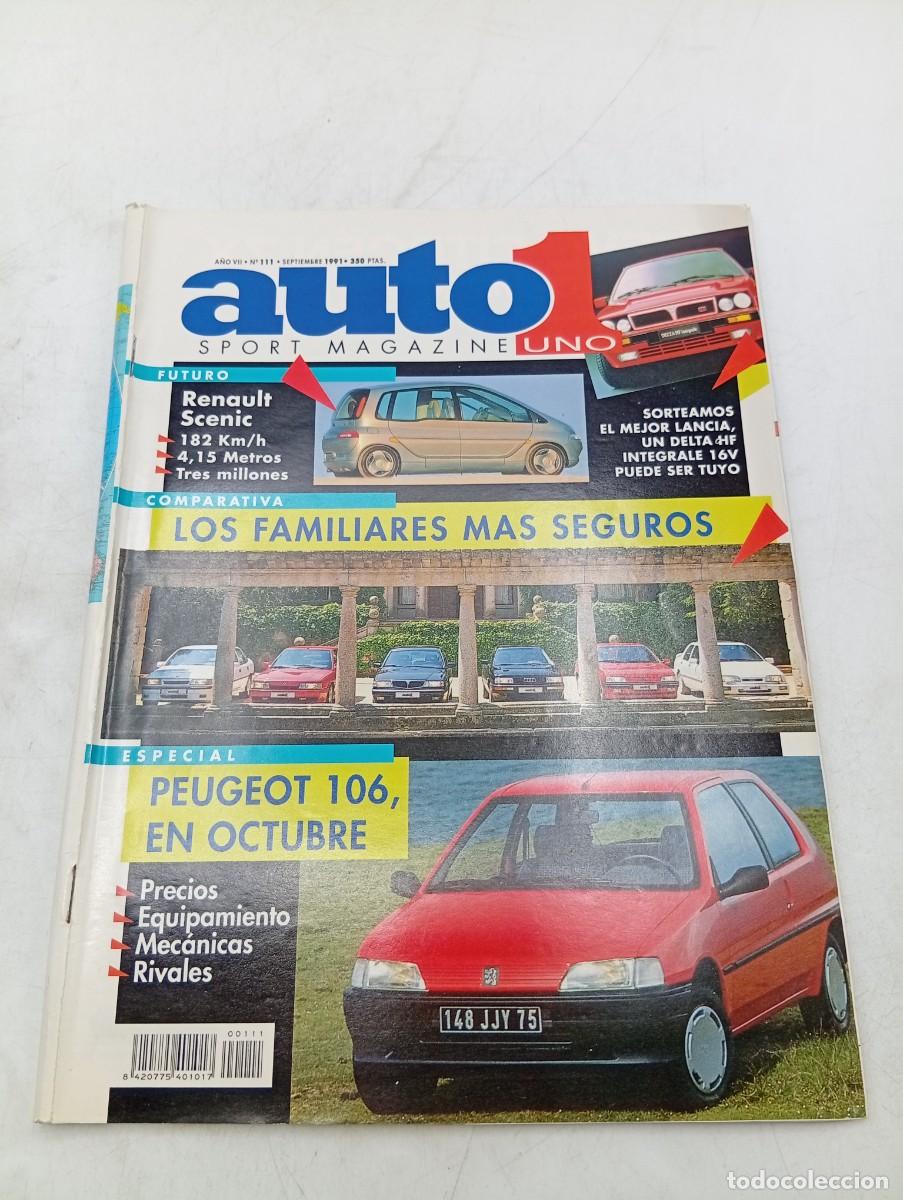 AÑO VII • Nº 111 • SEPTIEMBRE 1991 • 350 PTAS.
auto1
SPORT MAGAZINE UNO
FUTURO
Renault
Scenic
182 Km/h
4,15 Metros
Tres millones
SORTEAMOS
EL MEJOR LANCIA,
UN DELTA HF
INTEGRALE 16V
PUEDE SER TUYO
COMPARATIVA
LOS FAMILIARES MAS SEGUROS
ESPECIAL
PEUGEOT 106,
EN OCTUBRE
Precios
Equipamiento
Mecánicas
Rivales
148 JJY 75
00111
8 420775 401017
todocoleccion